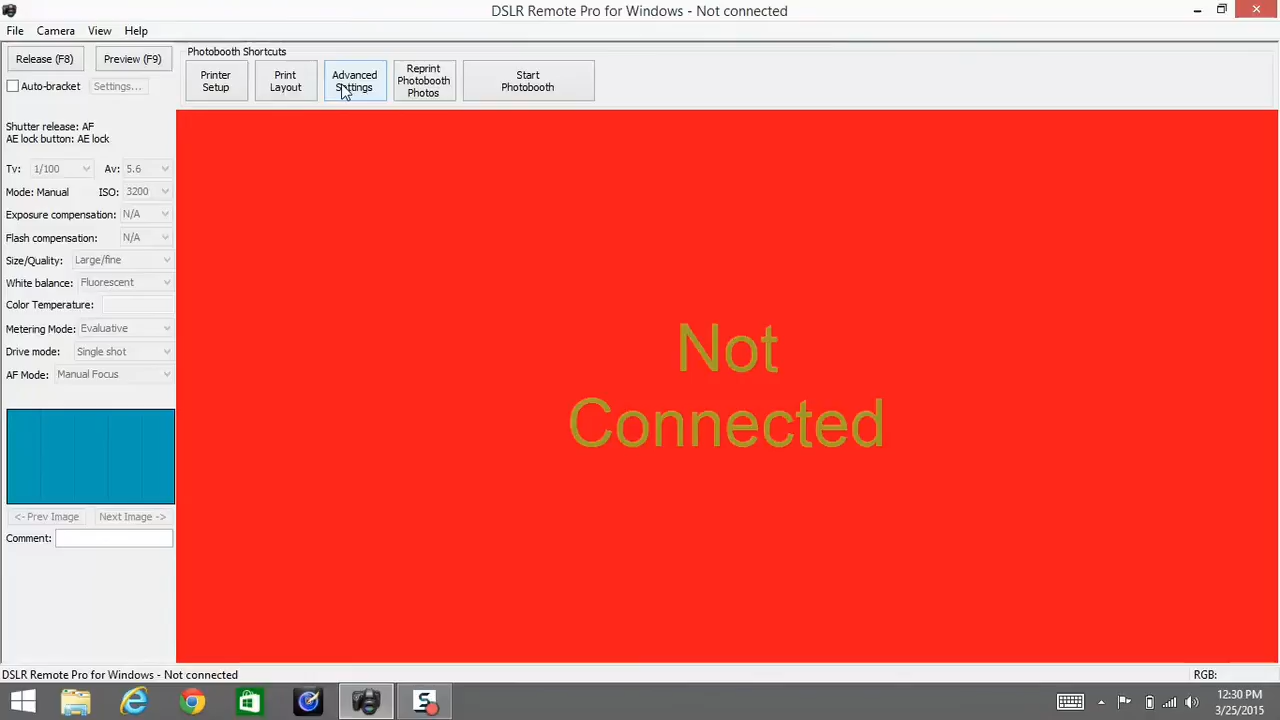 DSLR Remote Pro for Windows - Not connected
File Camera View Help
Release (F8) Preview (F9)
Auto-bracket Settings...
Photobooth Shortcuts
Printer
Setup
Print
Layout
Advanced
Settings
Reprint
Photobooth
Photos
Start
Photobooth
Shutter release: AF
AE lock button: AE lock
Tv: 1/100 Av: 5.6
Mode: Manual ISO: 3200
Exposure compensation: N/A
Flash compensation: N/A
Size/Quality: Large/fine
White balance: Fluorescent
Color Temperature:
Metering Mode: Evaluative
Drive mode: Single shot
AF Mode: Manual Focus
<- Prev Image Next Image ->
Comment:
Not
Connected
DSLR Remote Pro for Windows - Not connected RGB:
S
12:30 PM
3/25/2015